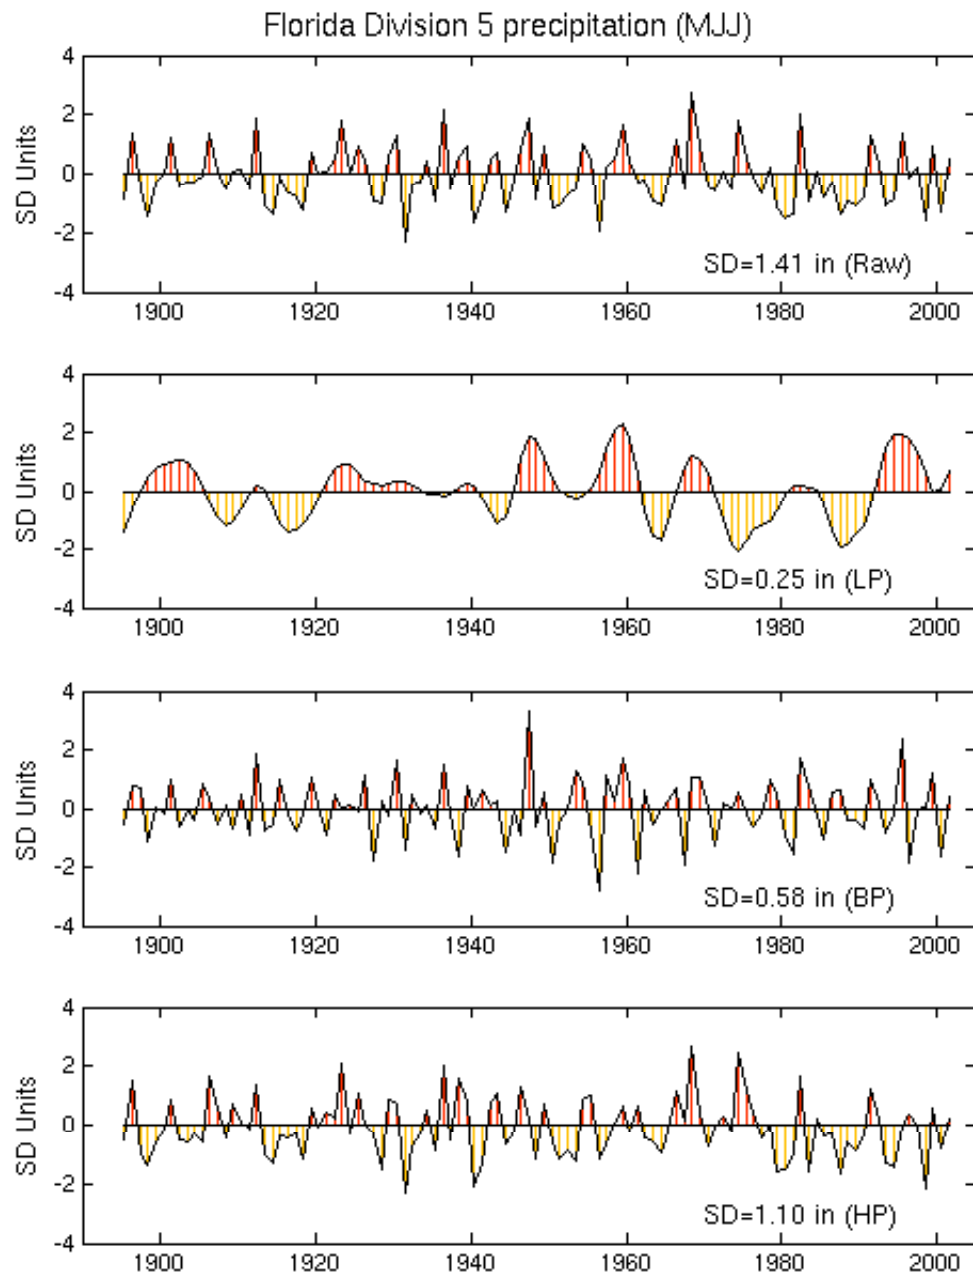 Florida Division 5 precipitation (MJJ)
4
2
0
-2
-4
SD Units
SD=1.41 in (Raw)
1900 1920 1940 1960 1980 2000
4
2
0
-2
-4
SD Units
SD=0.25 in (LP)
1900 1920 1940 1960 1980 2000
4
2
0
-2
-4
SD Units
SD=0.58 in (BP)
1900 1920 1940 1960 1980 2000
4
2
0
-2
-4
SD Units
SD=1.10 in (HP)
1900 1920 1940 1960 1980 2000